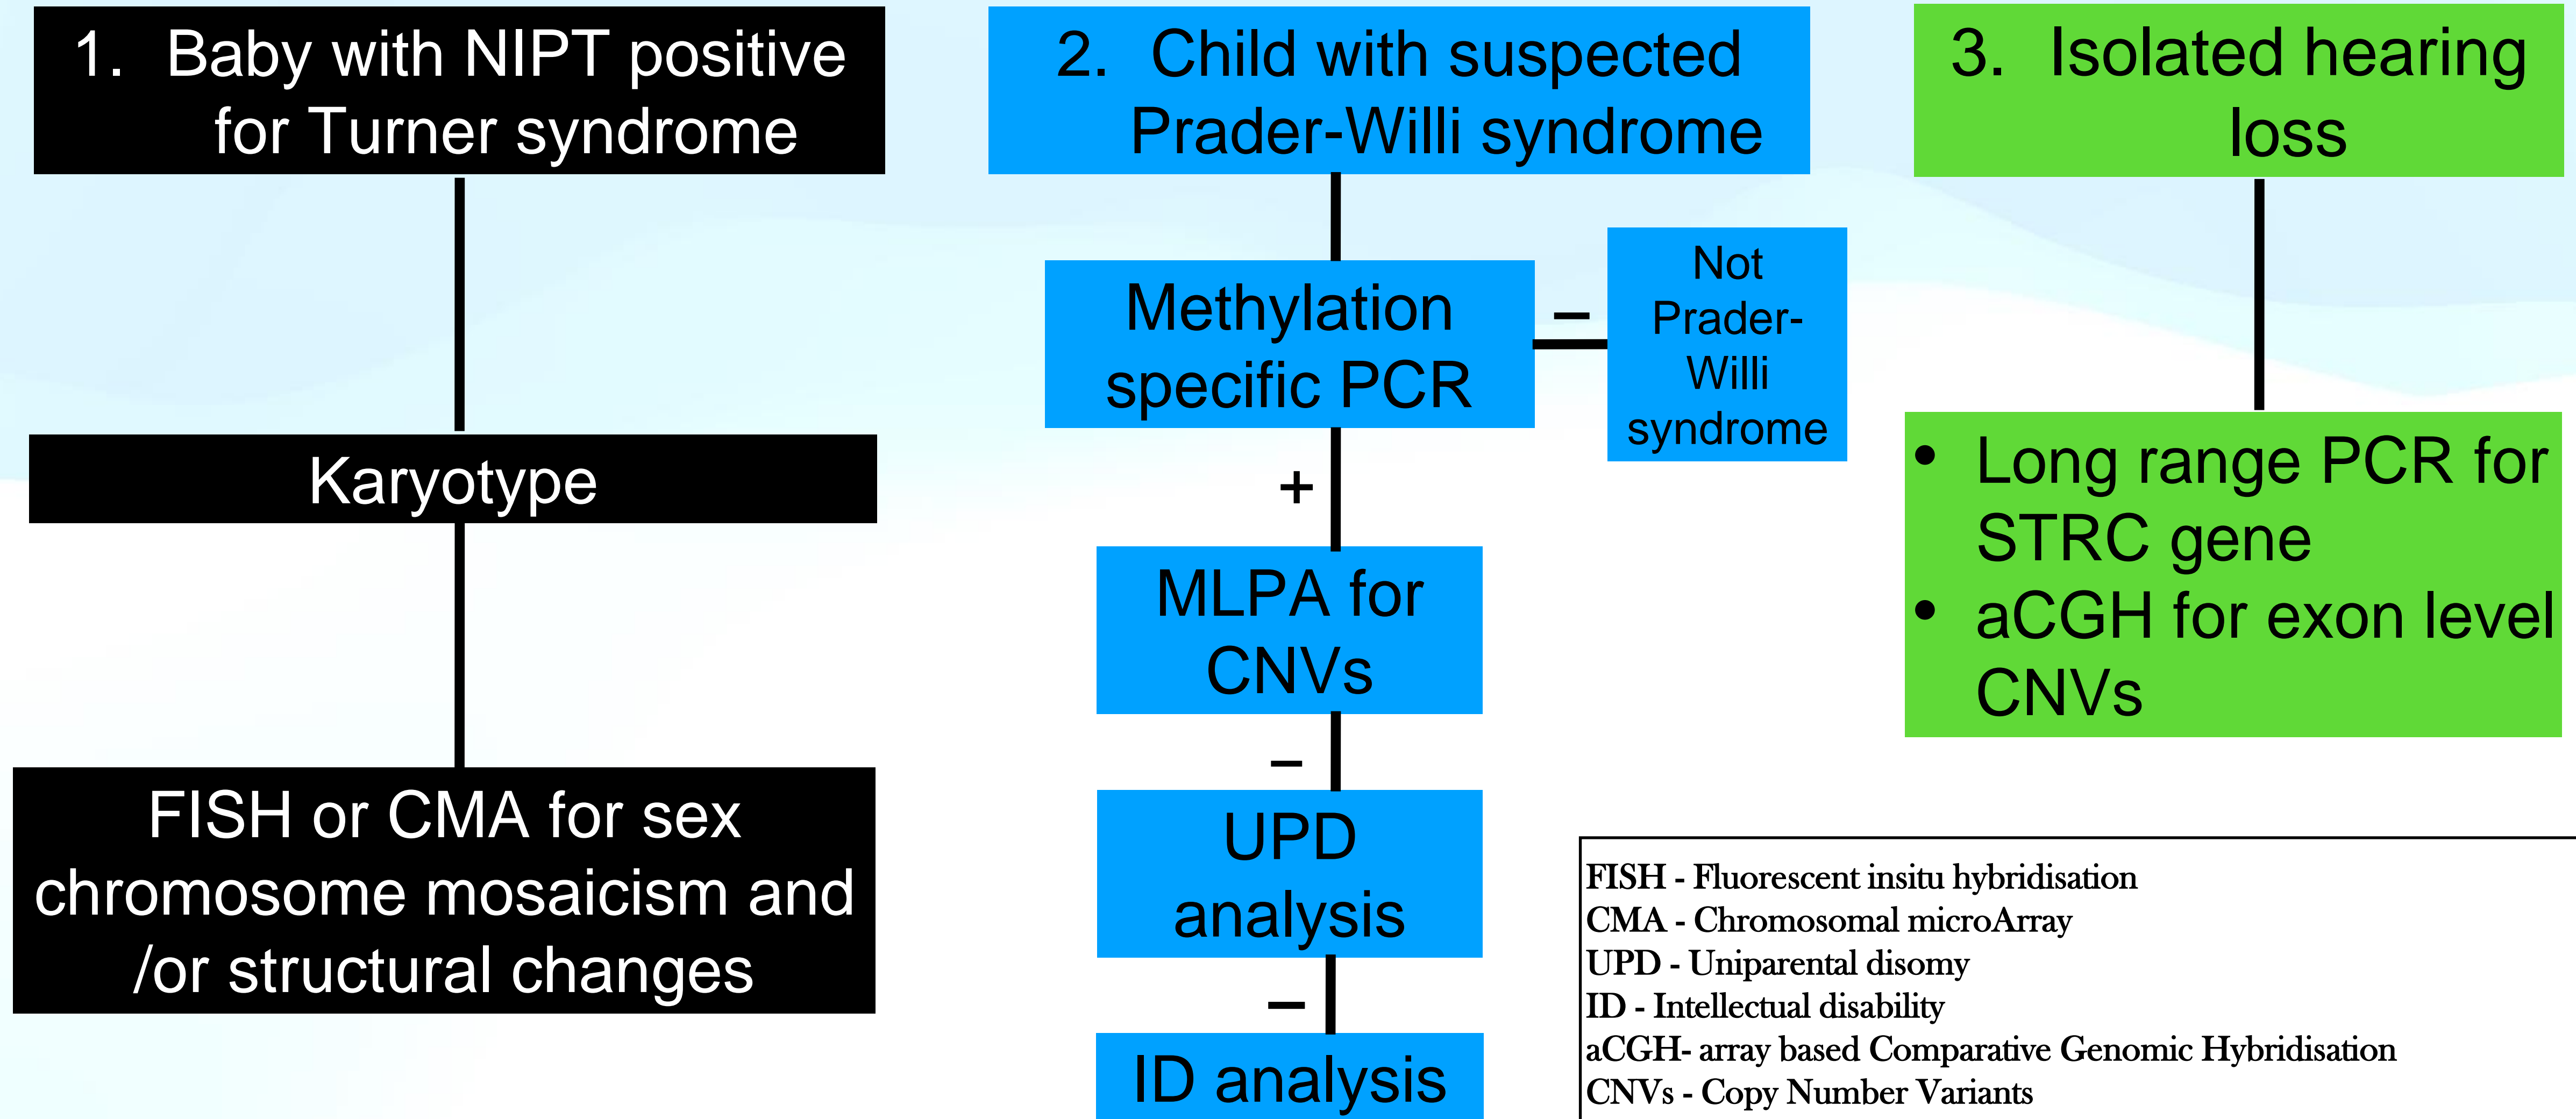 1. Baby with NIPT positive
for Turner syndrome
Karyotype
FISH or CMA for sex
chromosome mosaicism and
/or structural changes
2. Child with suspected
Prader-Willi syndrome
Methylation
specific PCR
–
Not
Prader-
Willi
syndrome
+
MLPA for
CNVs
–
UPD
analysis
–
ID analysis
3. Isolated hearing
loss
• Long range PCR for
STRC gene
• aCGH for exon level
CNVs
FISH - Fluorescent insitu hybridisation
CMA - Chromosomal microArray
UPD - Uniparental disomy
ID - Intellectual disability
aCGH- array based Comparative Genomic Hybridisation
CNVs - Copy Number Variants